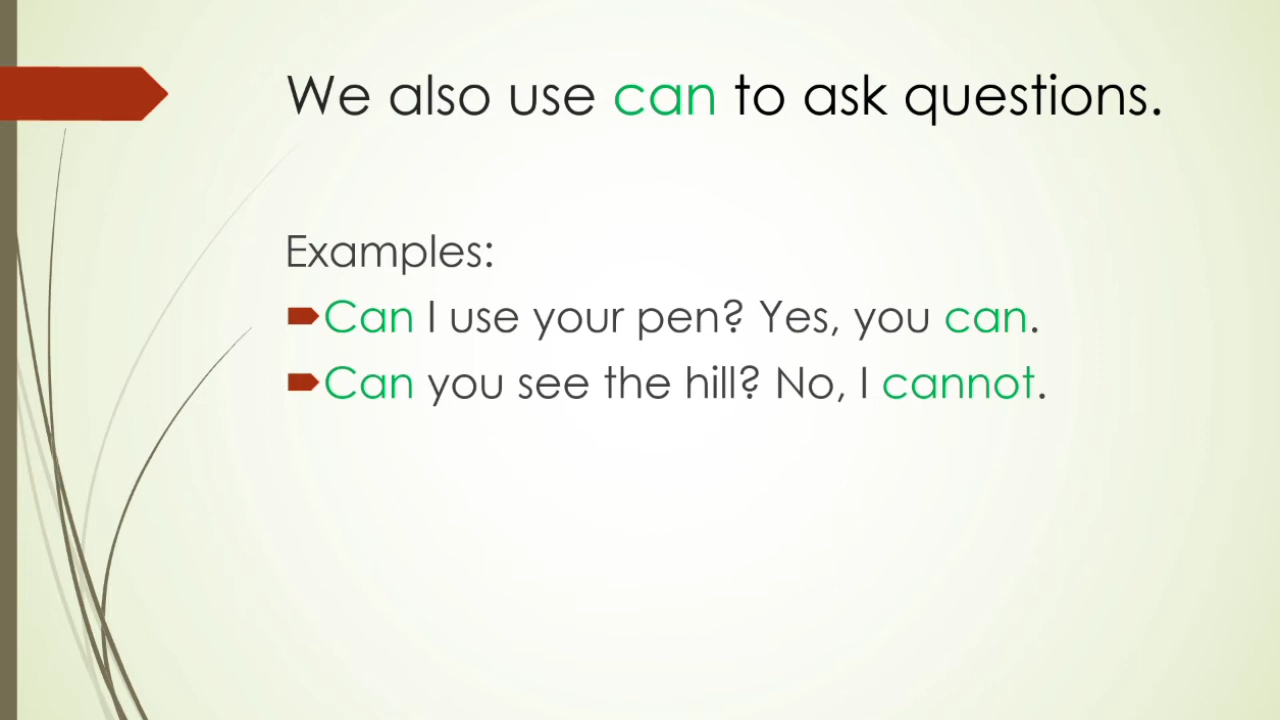 We also use can to ask questions.
Examples:
Can I use your pen? Yes, you can.
Can you see the hill? No, I cannot.